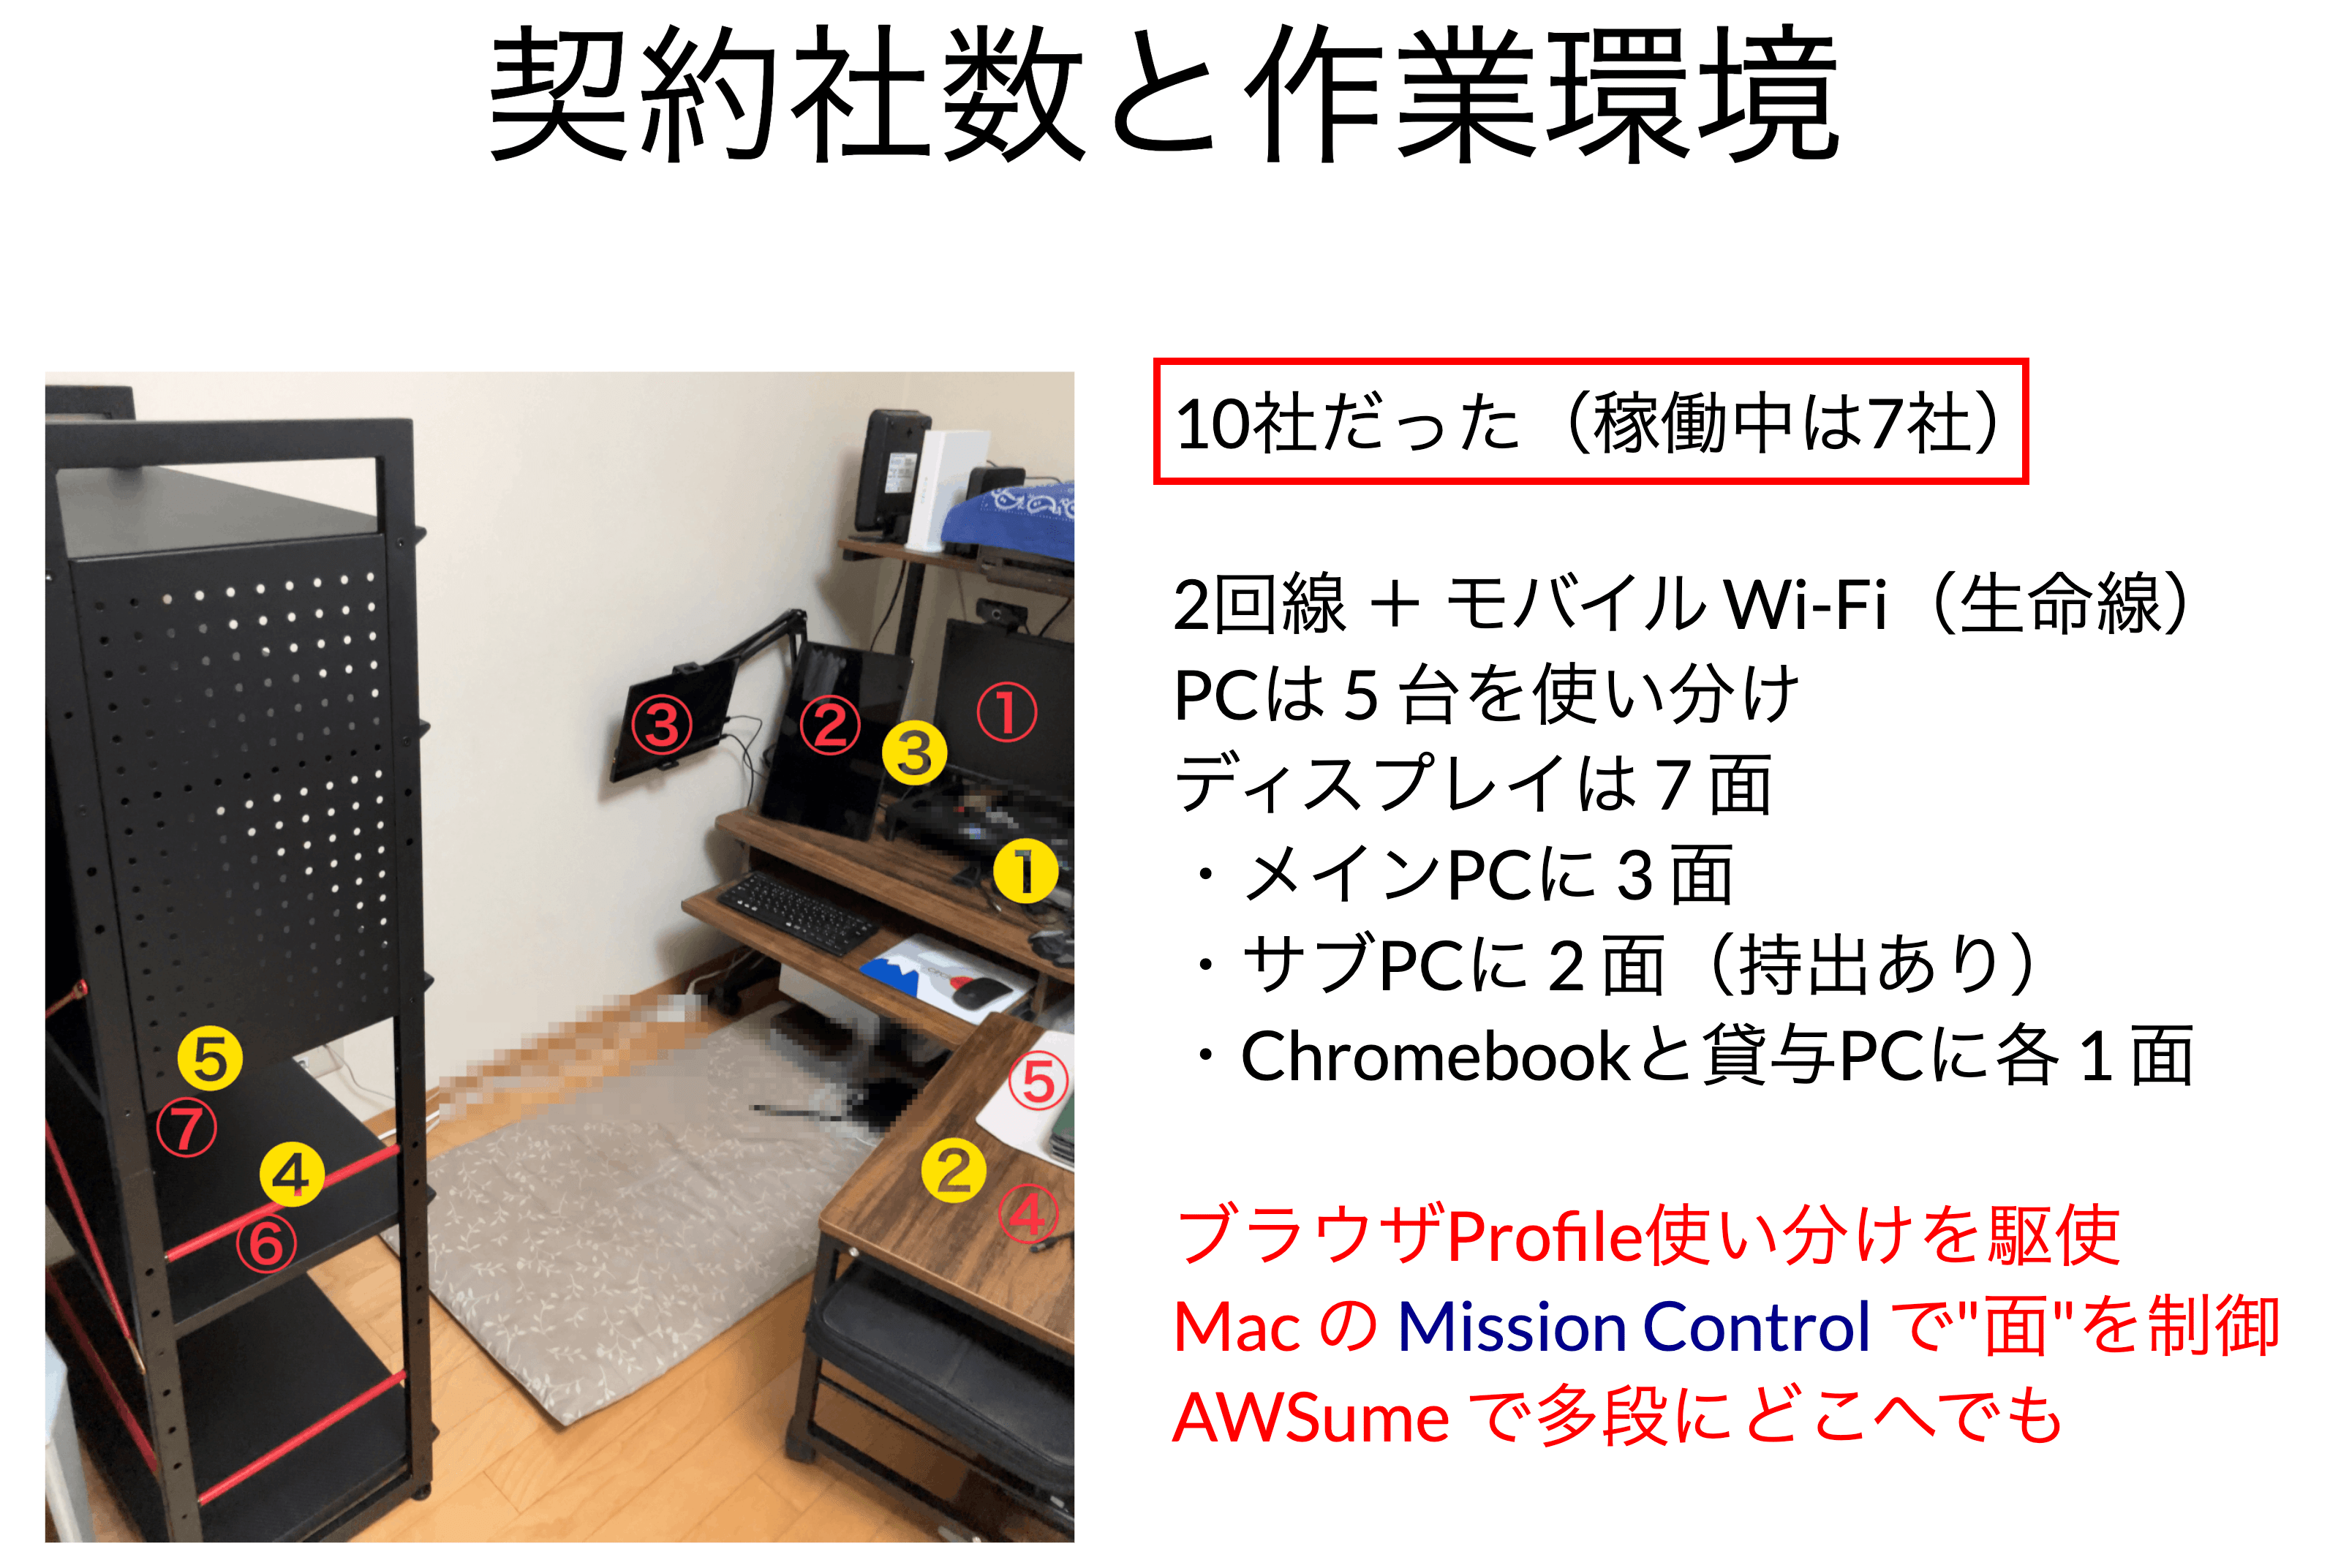 契約社数と作業環境
10社だった（稼働中は7社）
2回線 ＋ モバイル Wi-Fi（生命線）
PCは 5 台を使い分け
ディスプレイは 7 面
・メインPCに 3 面
・サブPCに 2 面（持出あり）
・Chromebookと貸与PCに各 1 面
ブラウザProfile使い分けを駆使
Mac の Mission Control で"面"を制御
AWSume で多段にどこへでも
③
②
①
❸
❶
❺
⑦
❹
⑥
⑤
❷
④